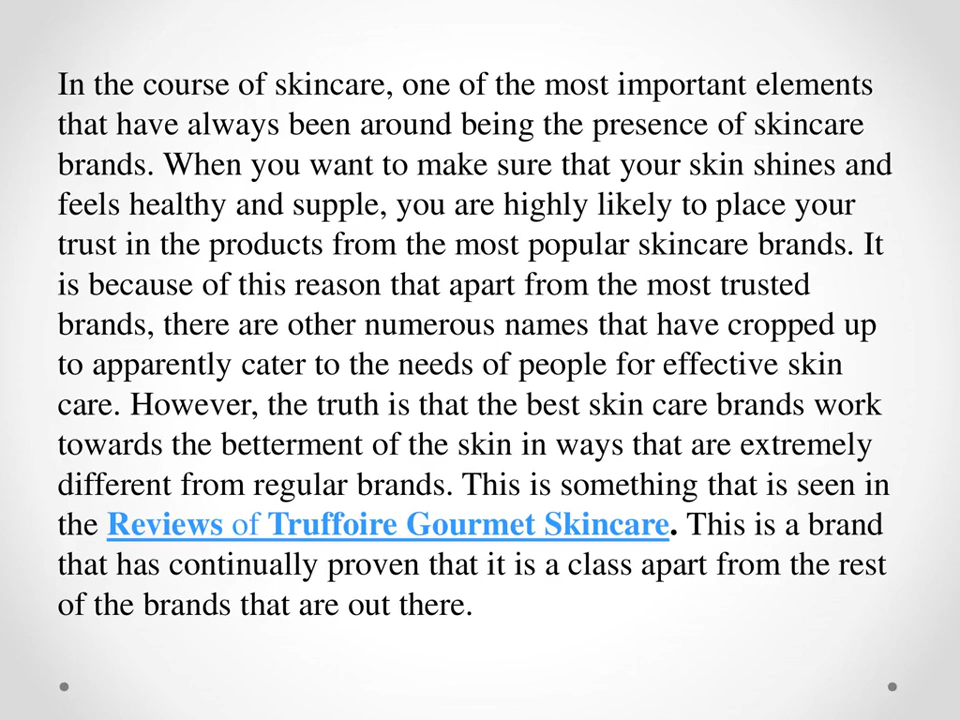 In the course of skincare, one of the most important elements
that have always been around being the presence of skincare
brands. When you want to make sure that your skin shines and
feels healthy and supple, you are highly likely to place your
trust in the products from the most popular skincare brands. It
is because of this reason that apart from the most trusted
brands, there are other numerous names that have cropped up
to apparently cater to the needs of people for effective skin
care. However, the truth is that the best skin care brands work
towards the betterment of the skin in ways that are extremely
different from regular brands. This is something that is seen in
the Reviews of Truffoire Gourmet Skincare. This is a brand
that has continually proven that it is a class apart from the rest
of the brands that are out there.